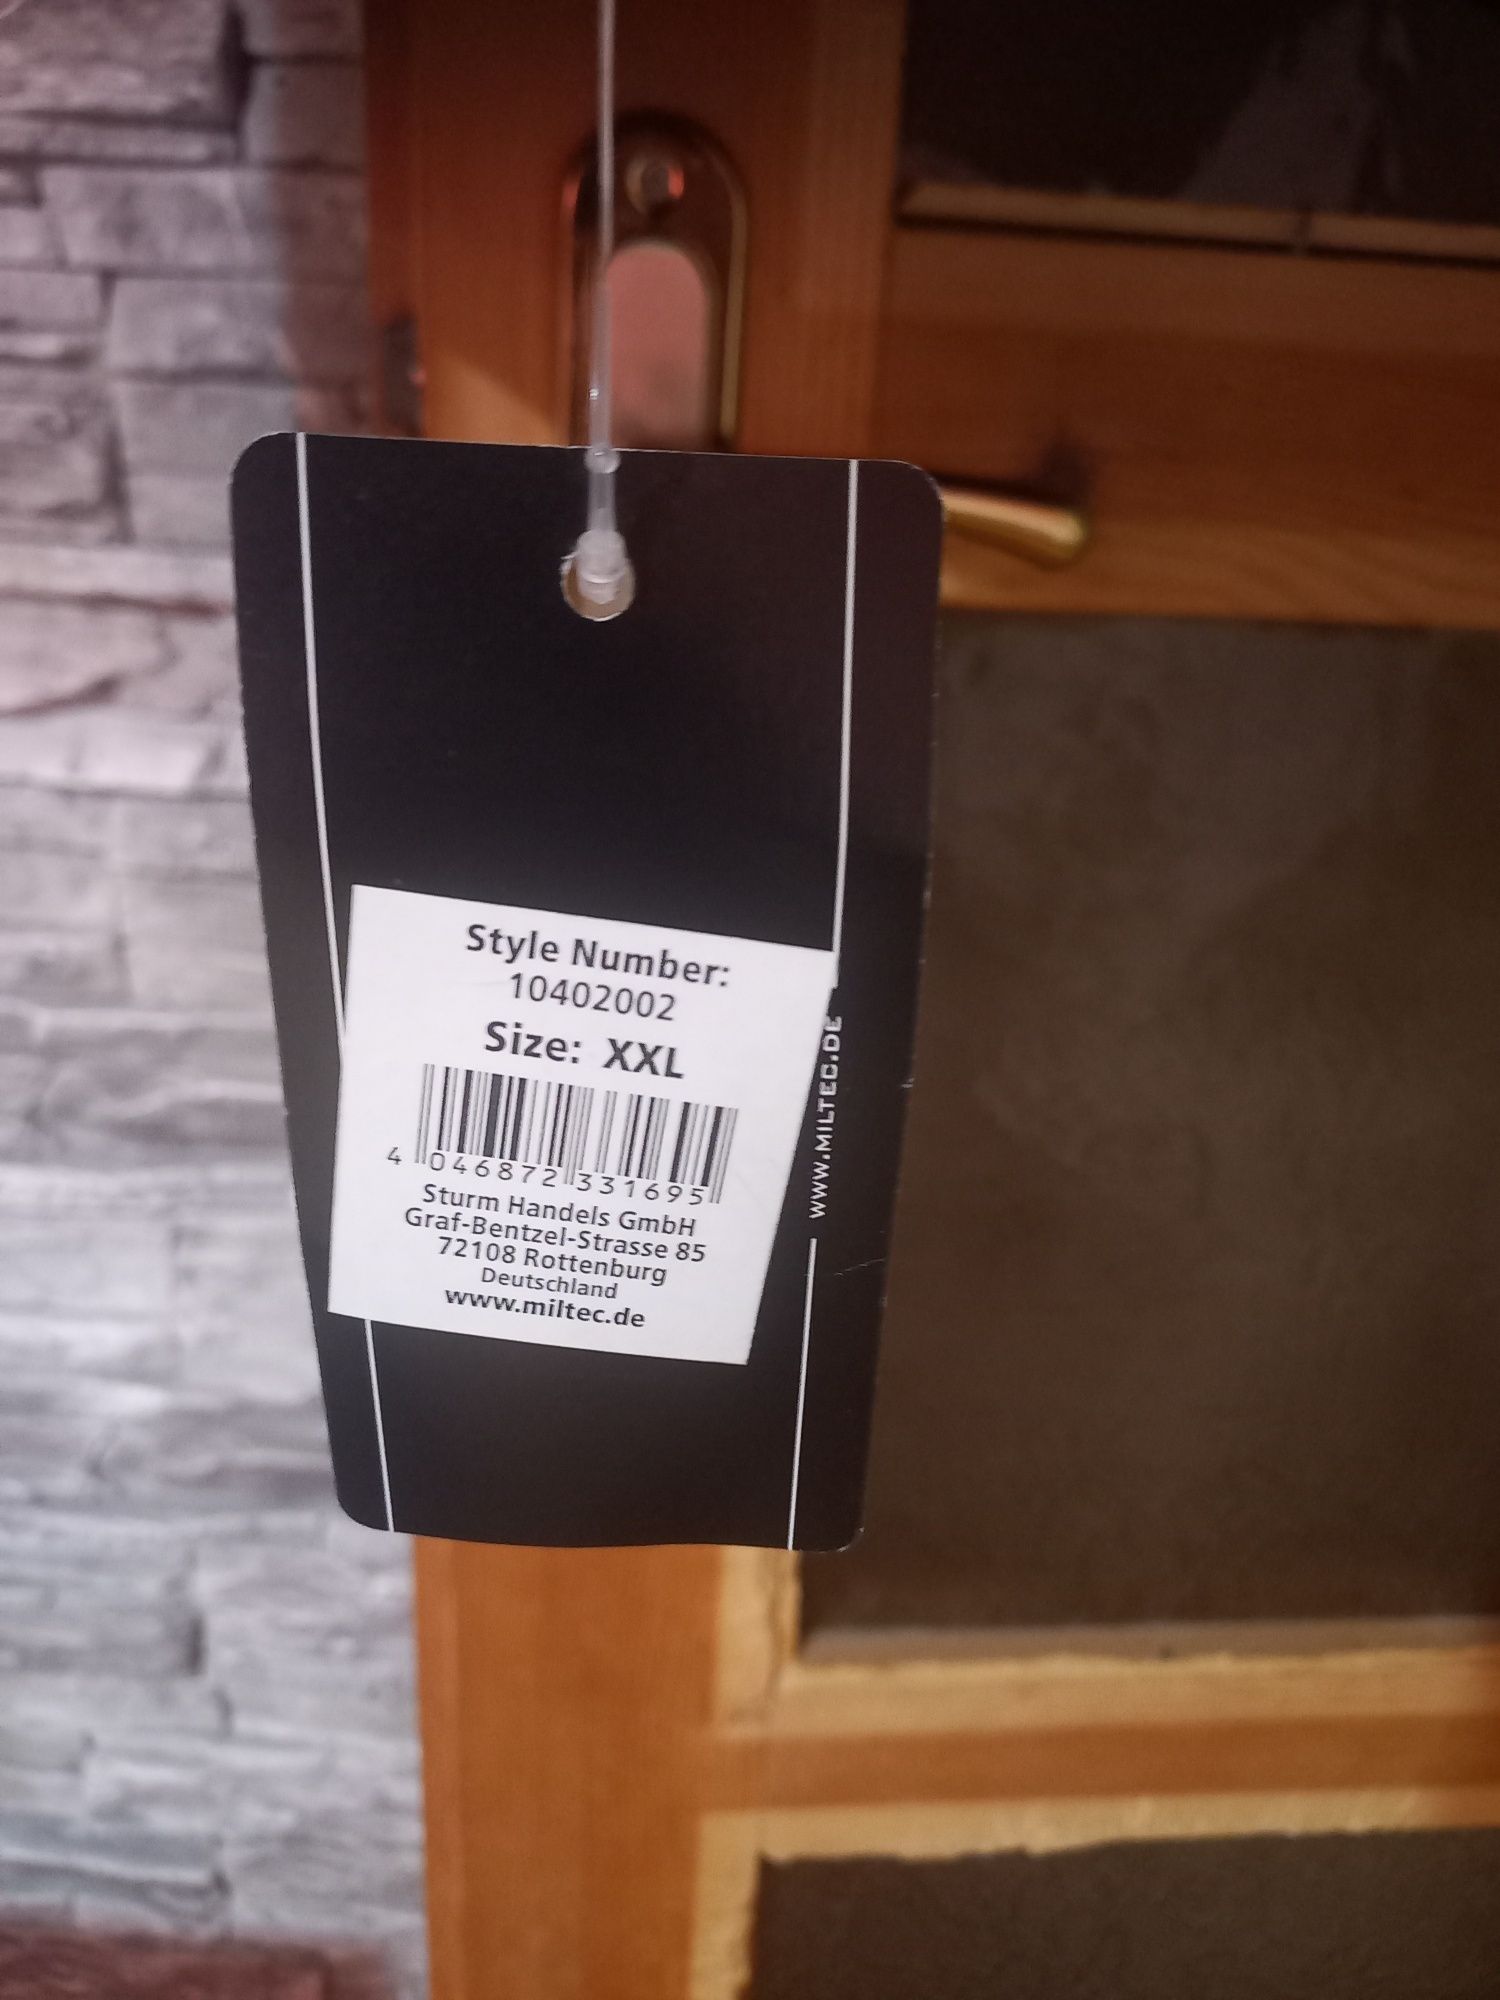 Style Number:
10402002
Size: XXL
4 046872 331695
Sturm Handels GmbH
Graf-Bentzel-Strasse 85
72108 Rottenburg
Deutschland
www.miltec.de
WWW.MILTEC.DE